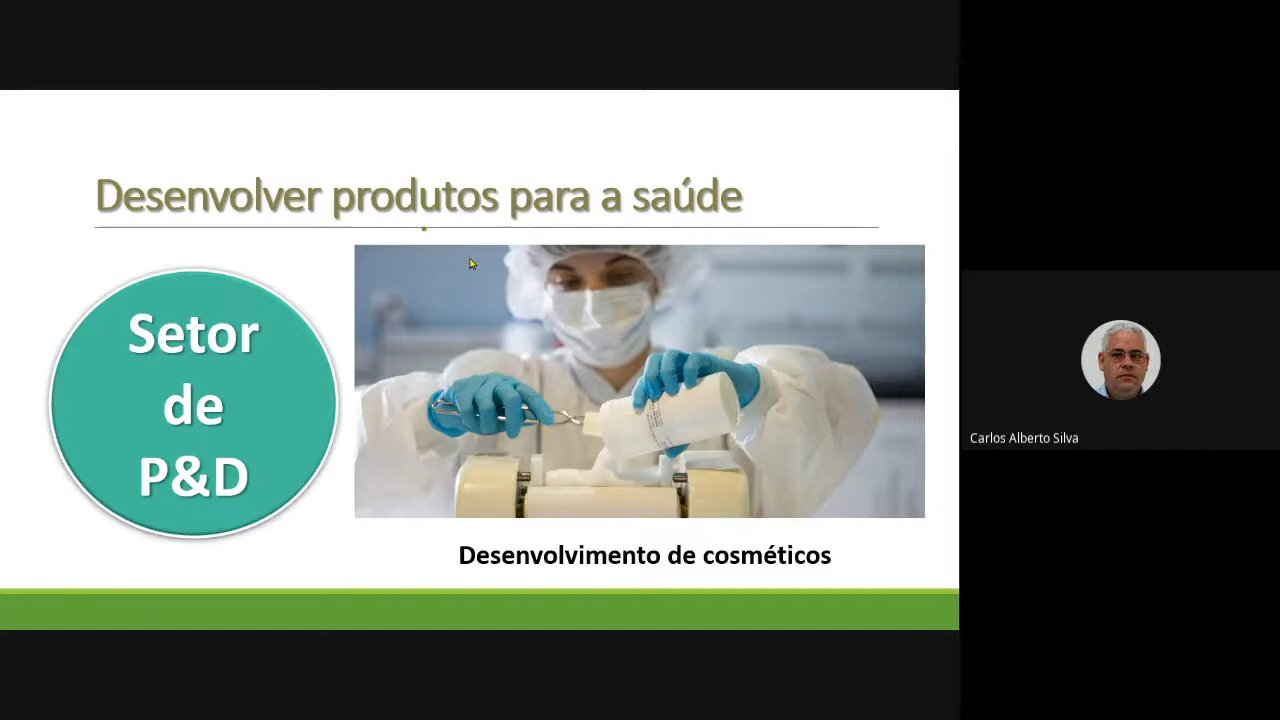 Desenvolver produtos para a saúde
Setor
de
P&D
Desenvolvimento de cosméticos
Carlos Alberto Silva